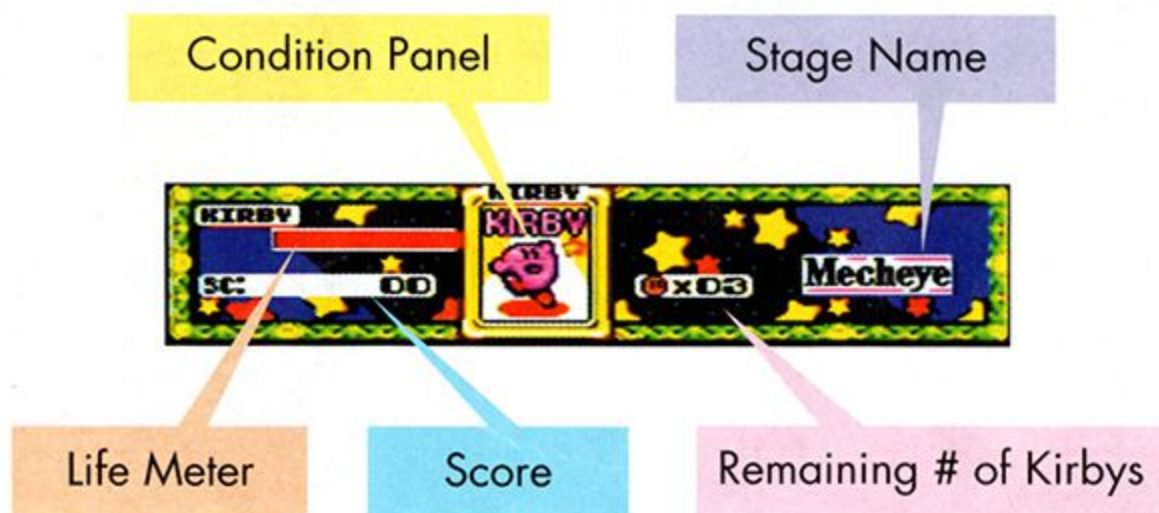 Condition Panel
Stage Name
KIRBY
KIRBY
KIRBY
SC: 00
x03
Mecheye
Life Meter
Score
Remaining # of Kirbys